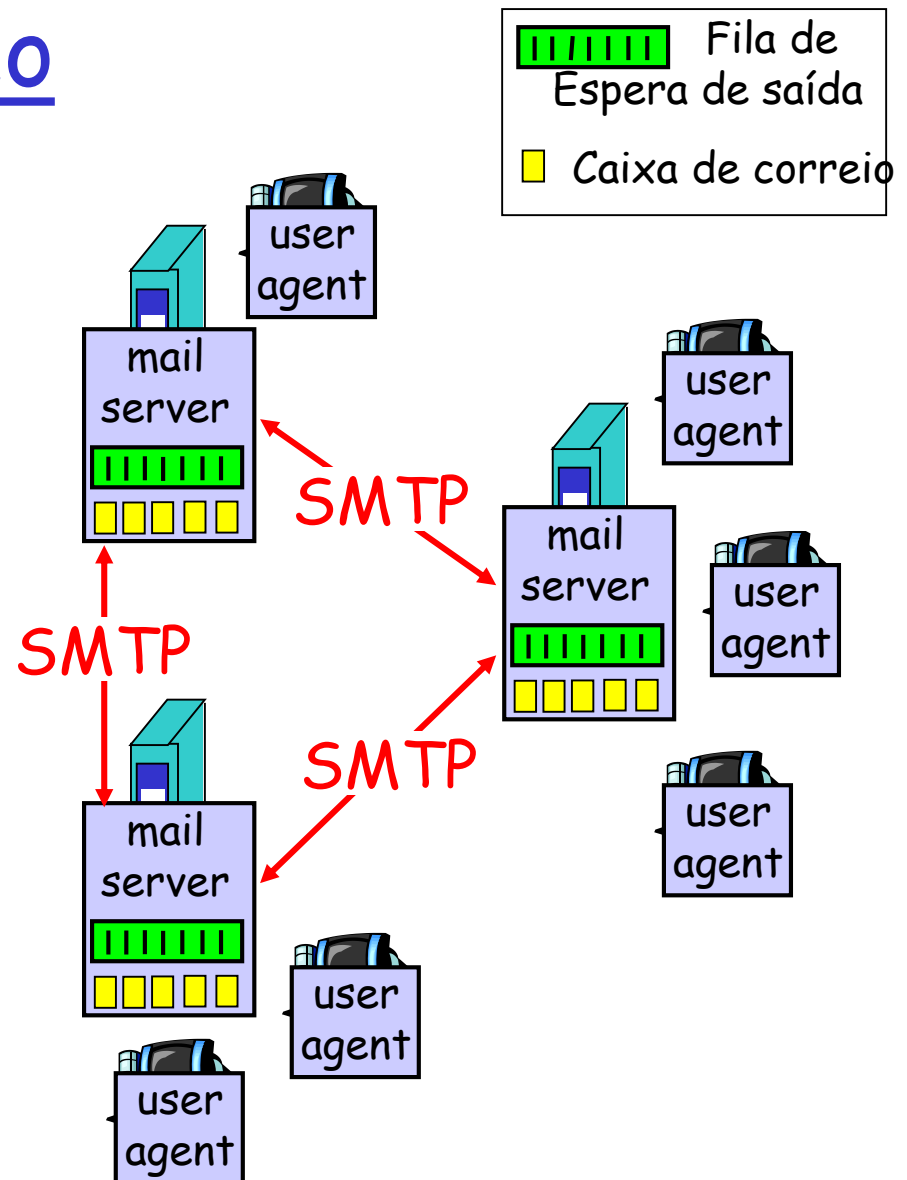 Fila de
Espera de saída
Caixa de correio
user
agent
mail
server
user
agent
SMTP
mail
server
user
agent
SMTP
SMTP
user
agent
mail
server
user
agent
user
agent